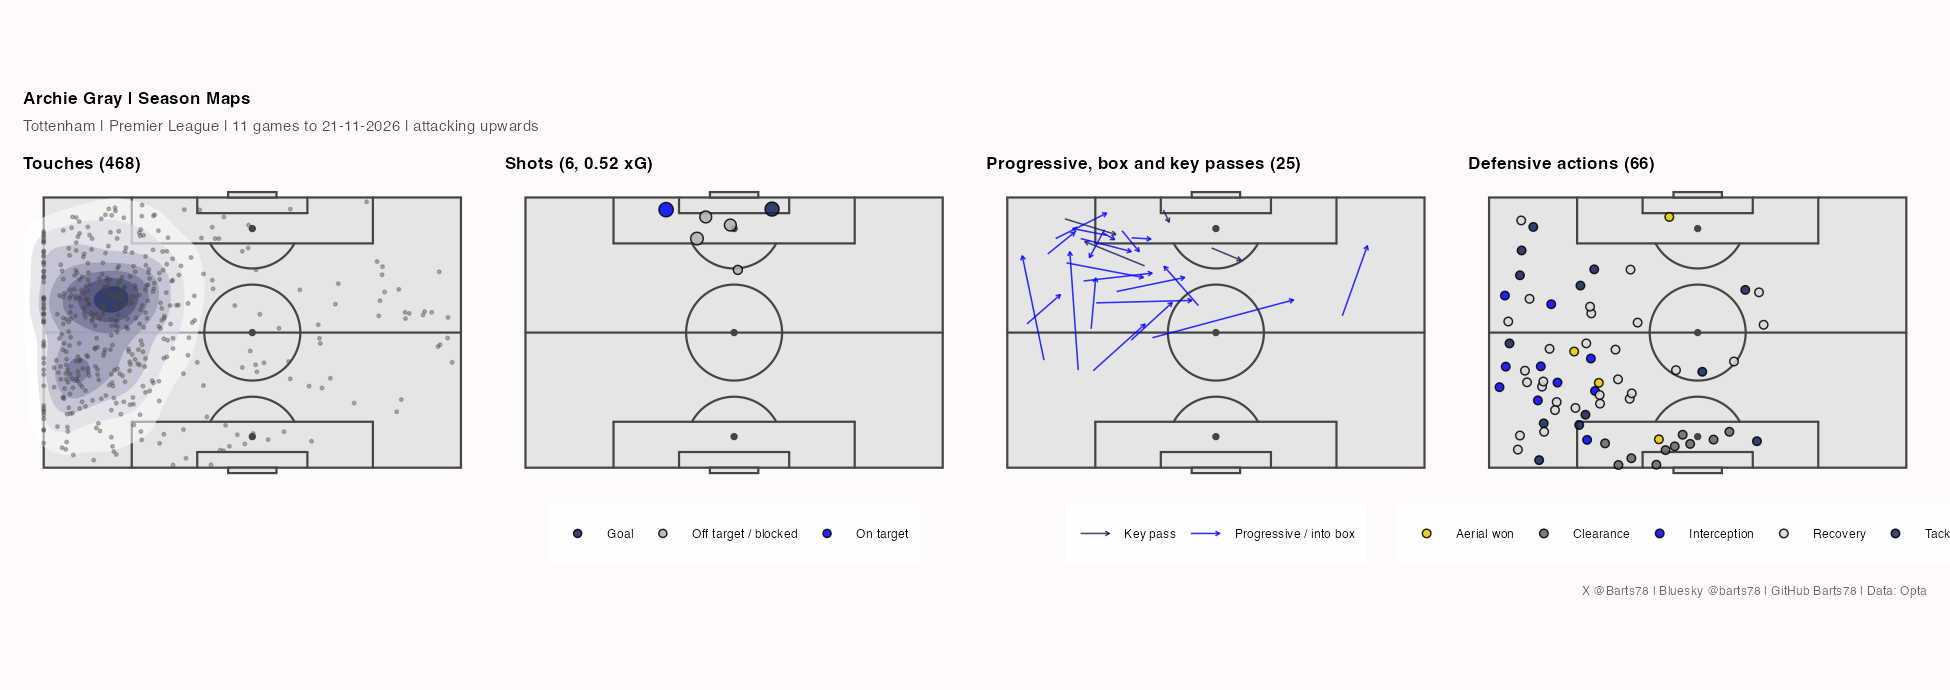 Archie Gray | Season Maps
Tottenham | Premier League | 11 games to 21-11-2026 | attacking upwards
Touches (468)
Shots (6, 0.52 xG)
Progressive, box and key passes (25)
Defensive actions (66)
Goal
Off target / blocked
On target
Key pass
Progressive / into box
Aerial won
Clearance
Interception
Recovery
Tack
X @Barts78 | Bluesky @barts78 | GitHub Barts78 | Data: Opta